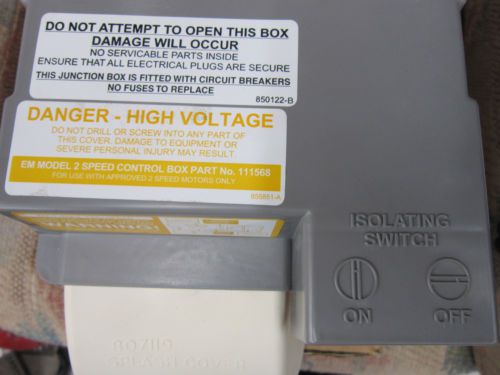 DO NOT ATTEMPT TO OPEN THIS BOX
DAMAGE WILL OCCUR
NO SERVICABLE PARTS INSIDE
ENSURE THAT ALL ELECTRICAL PLUGS ARE SECURE
THIS JUNCTION BOX IS FITTED WITH CIRCUIT BREAKERS
NO FUSES TO REPLACE
850122-B
DANGER - HIGH VOLTAGE
DO NOT DRILL OR SCREW INTO ANY PART OF
THIS COVER. DAMAGE TO EQUIPMENT OR
SEVERE PERSONAL INJURY MAY RESULT.
EM MODEL 2 SPEED CONTROL BOX PART No. 111568
FOR USE WITH APPROVED 2 SPEED MOTORS ONLY
WARNING!
ISOLATING
SWITCH
ON OFF
SPLASH COVER